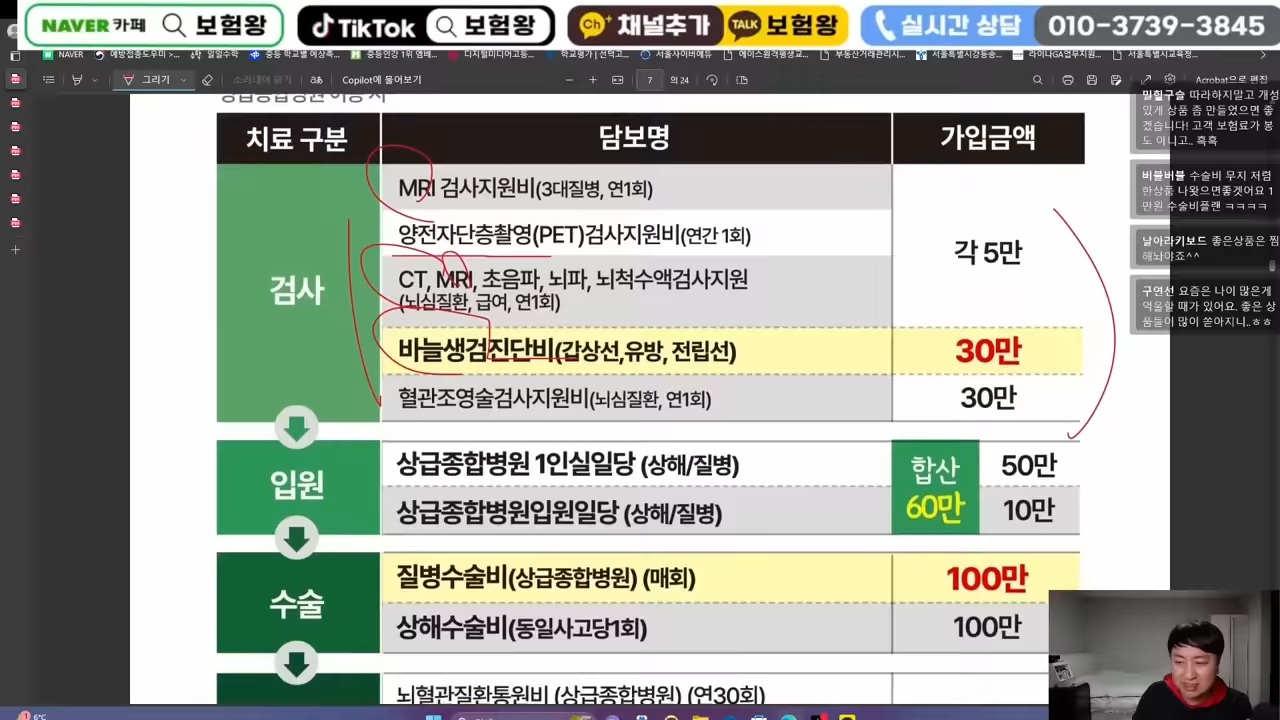 NAVER 카페 보험왕
TikTok 보험왕
Ch+ 채널추가 TALK 보험왕
실시간 상담 010-3739-3845
NAVER
그리기
Copilot에 물어보기
7 의 24
Acrobat으로 편집
치료 구분 담보명 가입금액
검사
MRI 검사지원비(3대질병, 연1회)
양전자단층촬영(PET)검사지원비(연간 1회)
CT, MRI, 초음파, 뇌파, 뇌척수액검사지원
(뇌심질환, 급여, 연1회)
각 5만
바늘생검진단비(갑상선,유방, 전립선) 30만
혈관조영술검사지원비(뇌심질환, 연1회) 30만
입원
상급종합병원 1인실일당 (상해/질병) 50만
상급종합병원입원일당 (상해/질병) 10만
합산
60만
수술
질병수술비(상급종합병원) (매회) 100만
상해수술비(동일사고당1회) 100만
뇌혈관질환통원비 (상급종합병원) (연30회)
밀힐구슬 따라하지말고 개성
있게 상품 좀 만들었으면 좋
겠습니다! 고객 보험료가 봉
도 아니고.. 흑흑
비블버블 수술비 무지 저렴
한상품 나왓으면좋겟어요 1
만원 수술비플랜 ㅋㅋㅋㅋ
날아라키보드 좋은상품은 찜
해놔야죠^^
구연선 요즘은 나이 많은게
억울할 때가 있어요. 좋은 상
품들이 많이 쏟아지니..ㅎㅎ
6°C